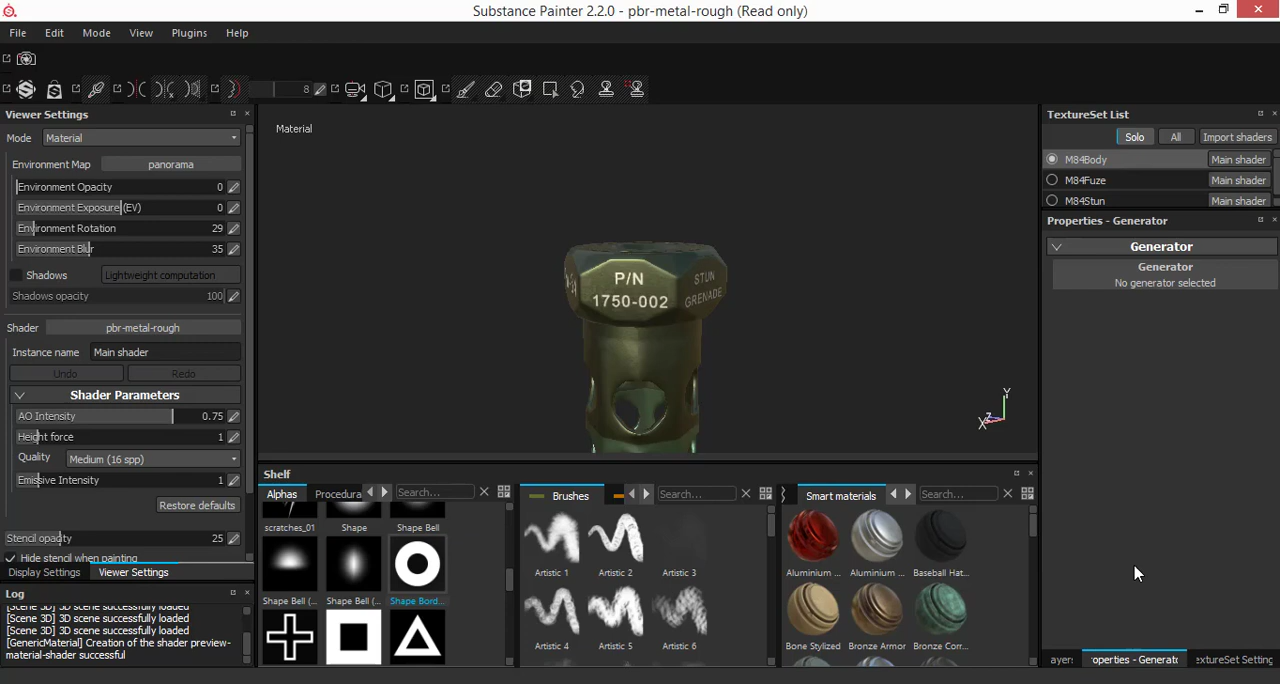 Substance Painter 2.2.0 - pbr-metal-rough (Read only)
File Edit Mode View Plugins Help
8
Viewer Settings
Mode Material
Environment Map panorama
Environment Opacity 0
Environment Exposure (EV) 0
Environment Rotation 29
Environment Blur 35
Shadows Lightweight computation
Shadows opacity 100
Shader pbr-metal-rough
Instance name Main shader
Undo Redo
Shader Parameters
AO Intensity 0.75
Height force 1
Quality Medium (16 spp)
Emissive Intensity 1
Restore defaults
Stencil opacity 25
Hide stencil when painting
Display Settings Viewer Settings
Log
[Scene 3D] 3D scene successfully loaded
[Scene 3D] 3D scene successfully loaded
[Scene 3D] 3D scene successfully loaded
[GenericMaterial] Creation of the shader preview-
material-shader successful
Material
P/N
1750-002
STUN
GRENADE
Y
Z
X
Shelf
Alphas Procedura Search...
scratches_01 Shape Shape Bell
Shape Bell (... Shape Bell (... Shape Bord...
Brushes Search...
Artistic 1 Artistic 2 Artistic 3
Artistic 4 Artistic 5 Artistic 6
Smart materials Search...
Aluminium ... Aluminium ... Baseball Hat...
Bone Stylized Bronze Armor Bronze Corr...
TextureSet List
Solo All Import shaders
M84Body Main shader
M84Fuze Main shader
M84Stun Main shader
Properties - Generator
Generator
Generator
No generator selected
ayers operties - Generato extureSet Setting